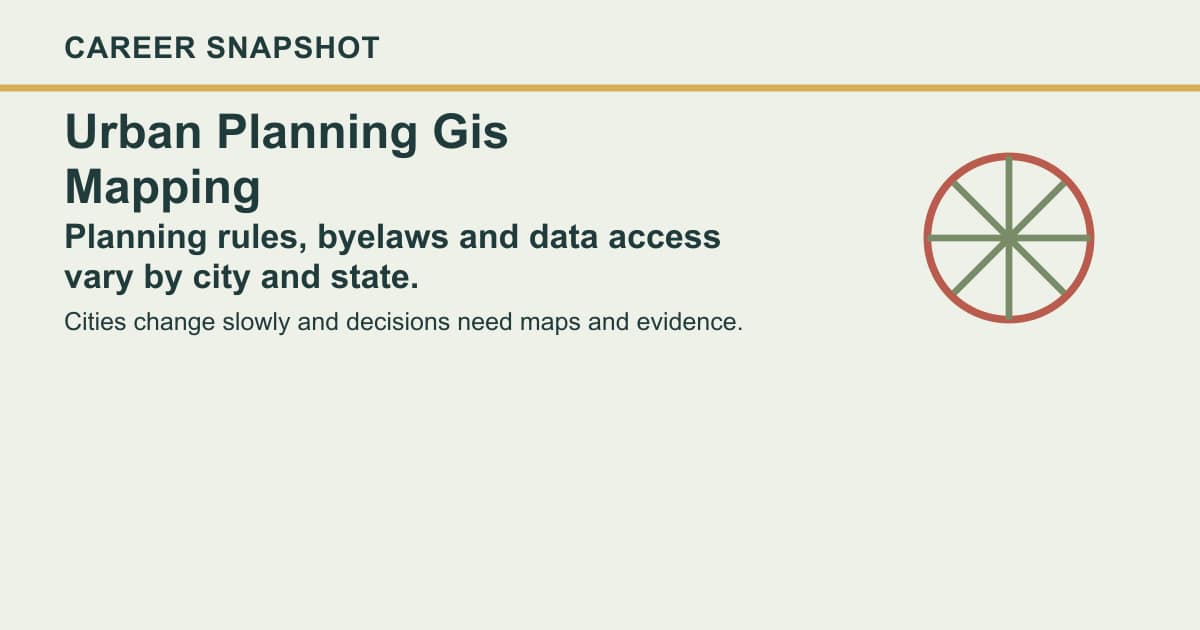 CAREER SNAPSHOT
Urban Planning Gis
Mapping
Planning rules, byelaws and data access
vary by city and state.
Cities change slowly and decisions need maps and evidence.